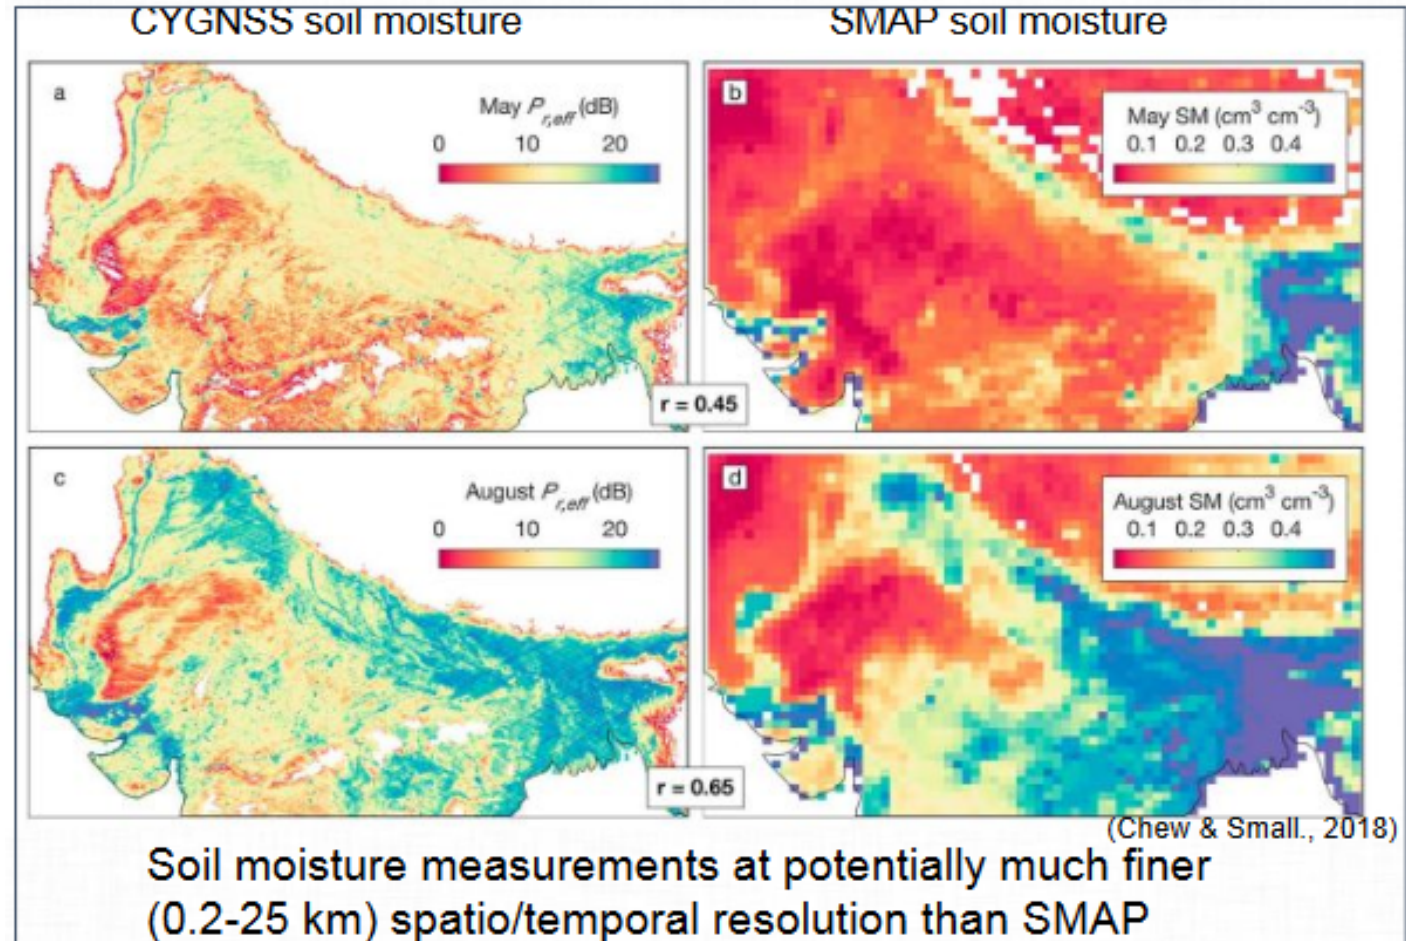 CYGNSS soil moisture
SMAP soil moisture
a
May P_r,eff (dB)
0 10 20
b
May SM (cm³ cm⁻³)
0.1 0.2 0.3 0.4
r = 0.45
c
August P_r,eff (dB)
0 10 20
d
August SM (cm³ cm⁻³)
0.1 0.2 0.3 0.4
r = 0.65
(Chew & Small., 2018)
Soil moisture measurements at potentially much finer
(0.2-25 km) spatio/temporal resolution than SMAP